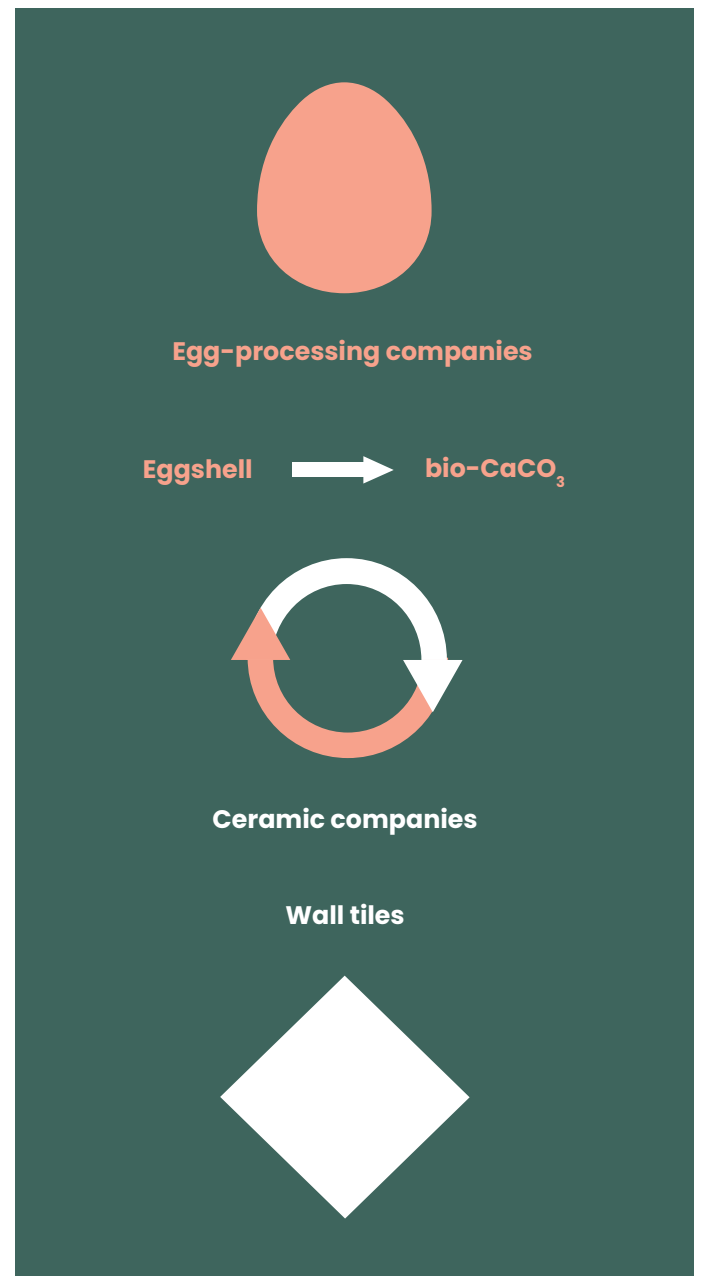 Egg-processing companies
Eggshell bio-CaCO₃
Ceramic companies
Wall tiles